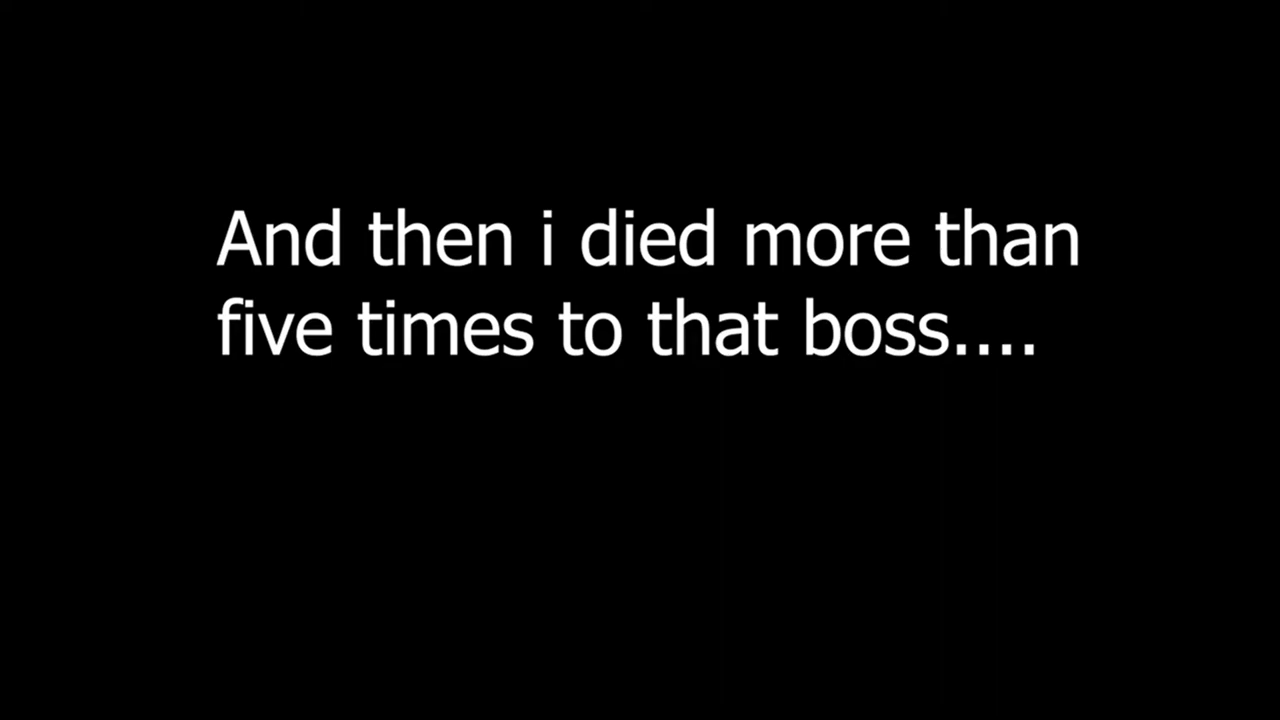 And then i died more than
five times to that boss....